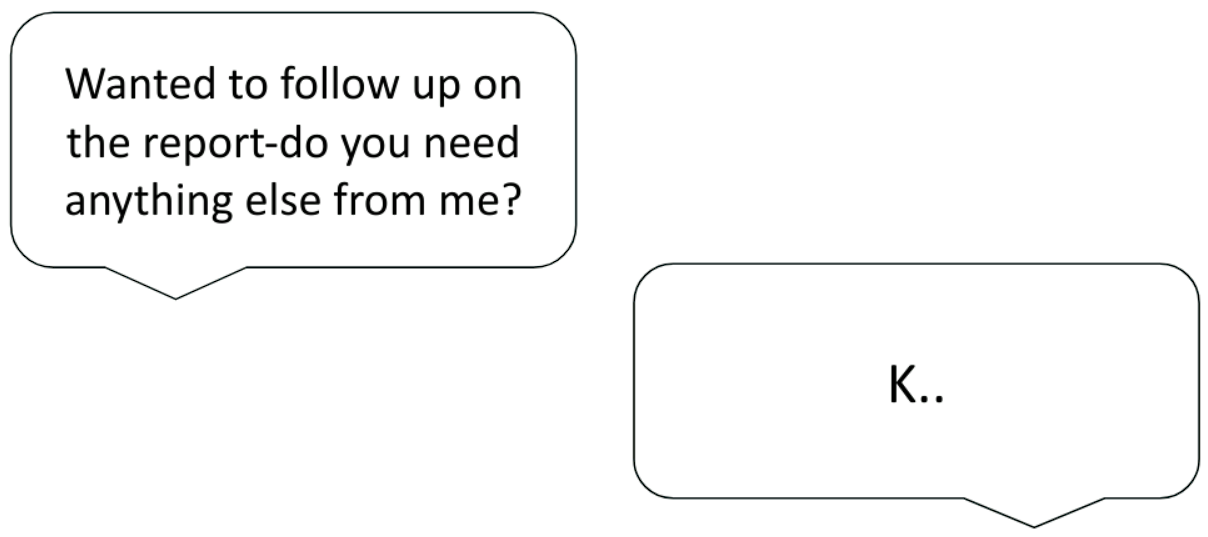 Wanted to follow up on
the report-do you need
anything else from me?
K..